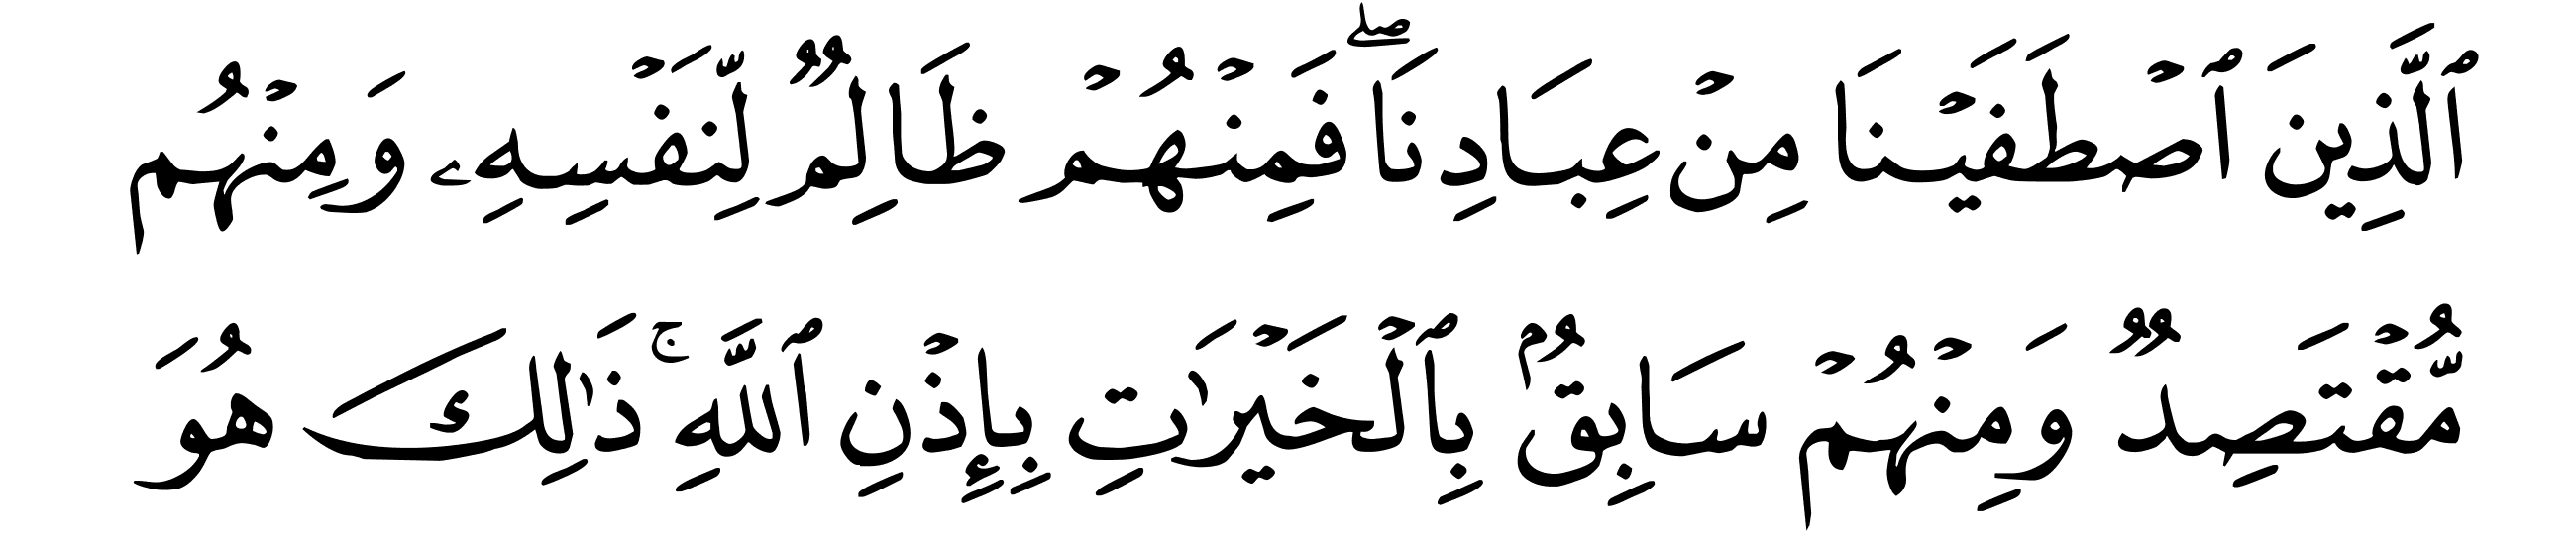 ٱلَّذِينَ ٱصۡطَفَيۡنَا مِنۡ عِبَادِنَاۖ فَمِنۡهُمۡ ظَالِمٞ لِّنَفۡسِهِۦ وَمِنۡهُم
مُّقۡتَصِدٞ وَمِنۡهُمۡ سَابِقُۢ بِٱلۡخَيۡرَٰتِ بِإِذۡنِ ٱللَّهِۚ ذَٰلِكَ هُوَ